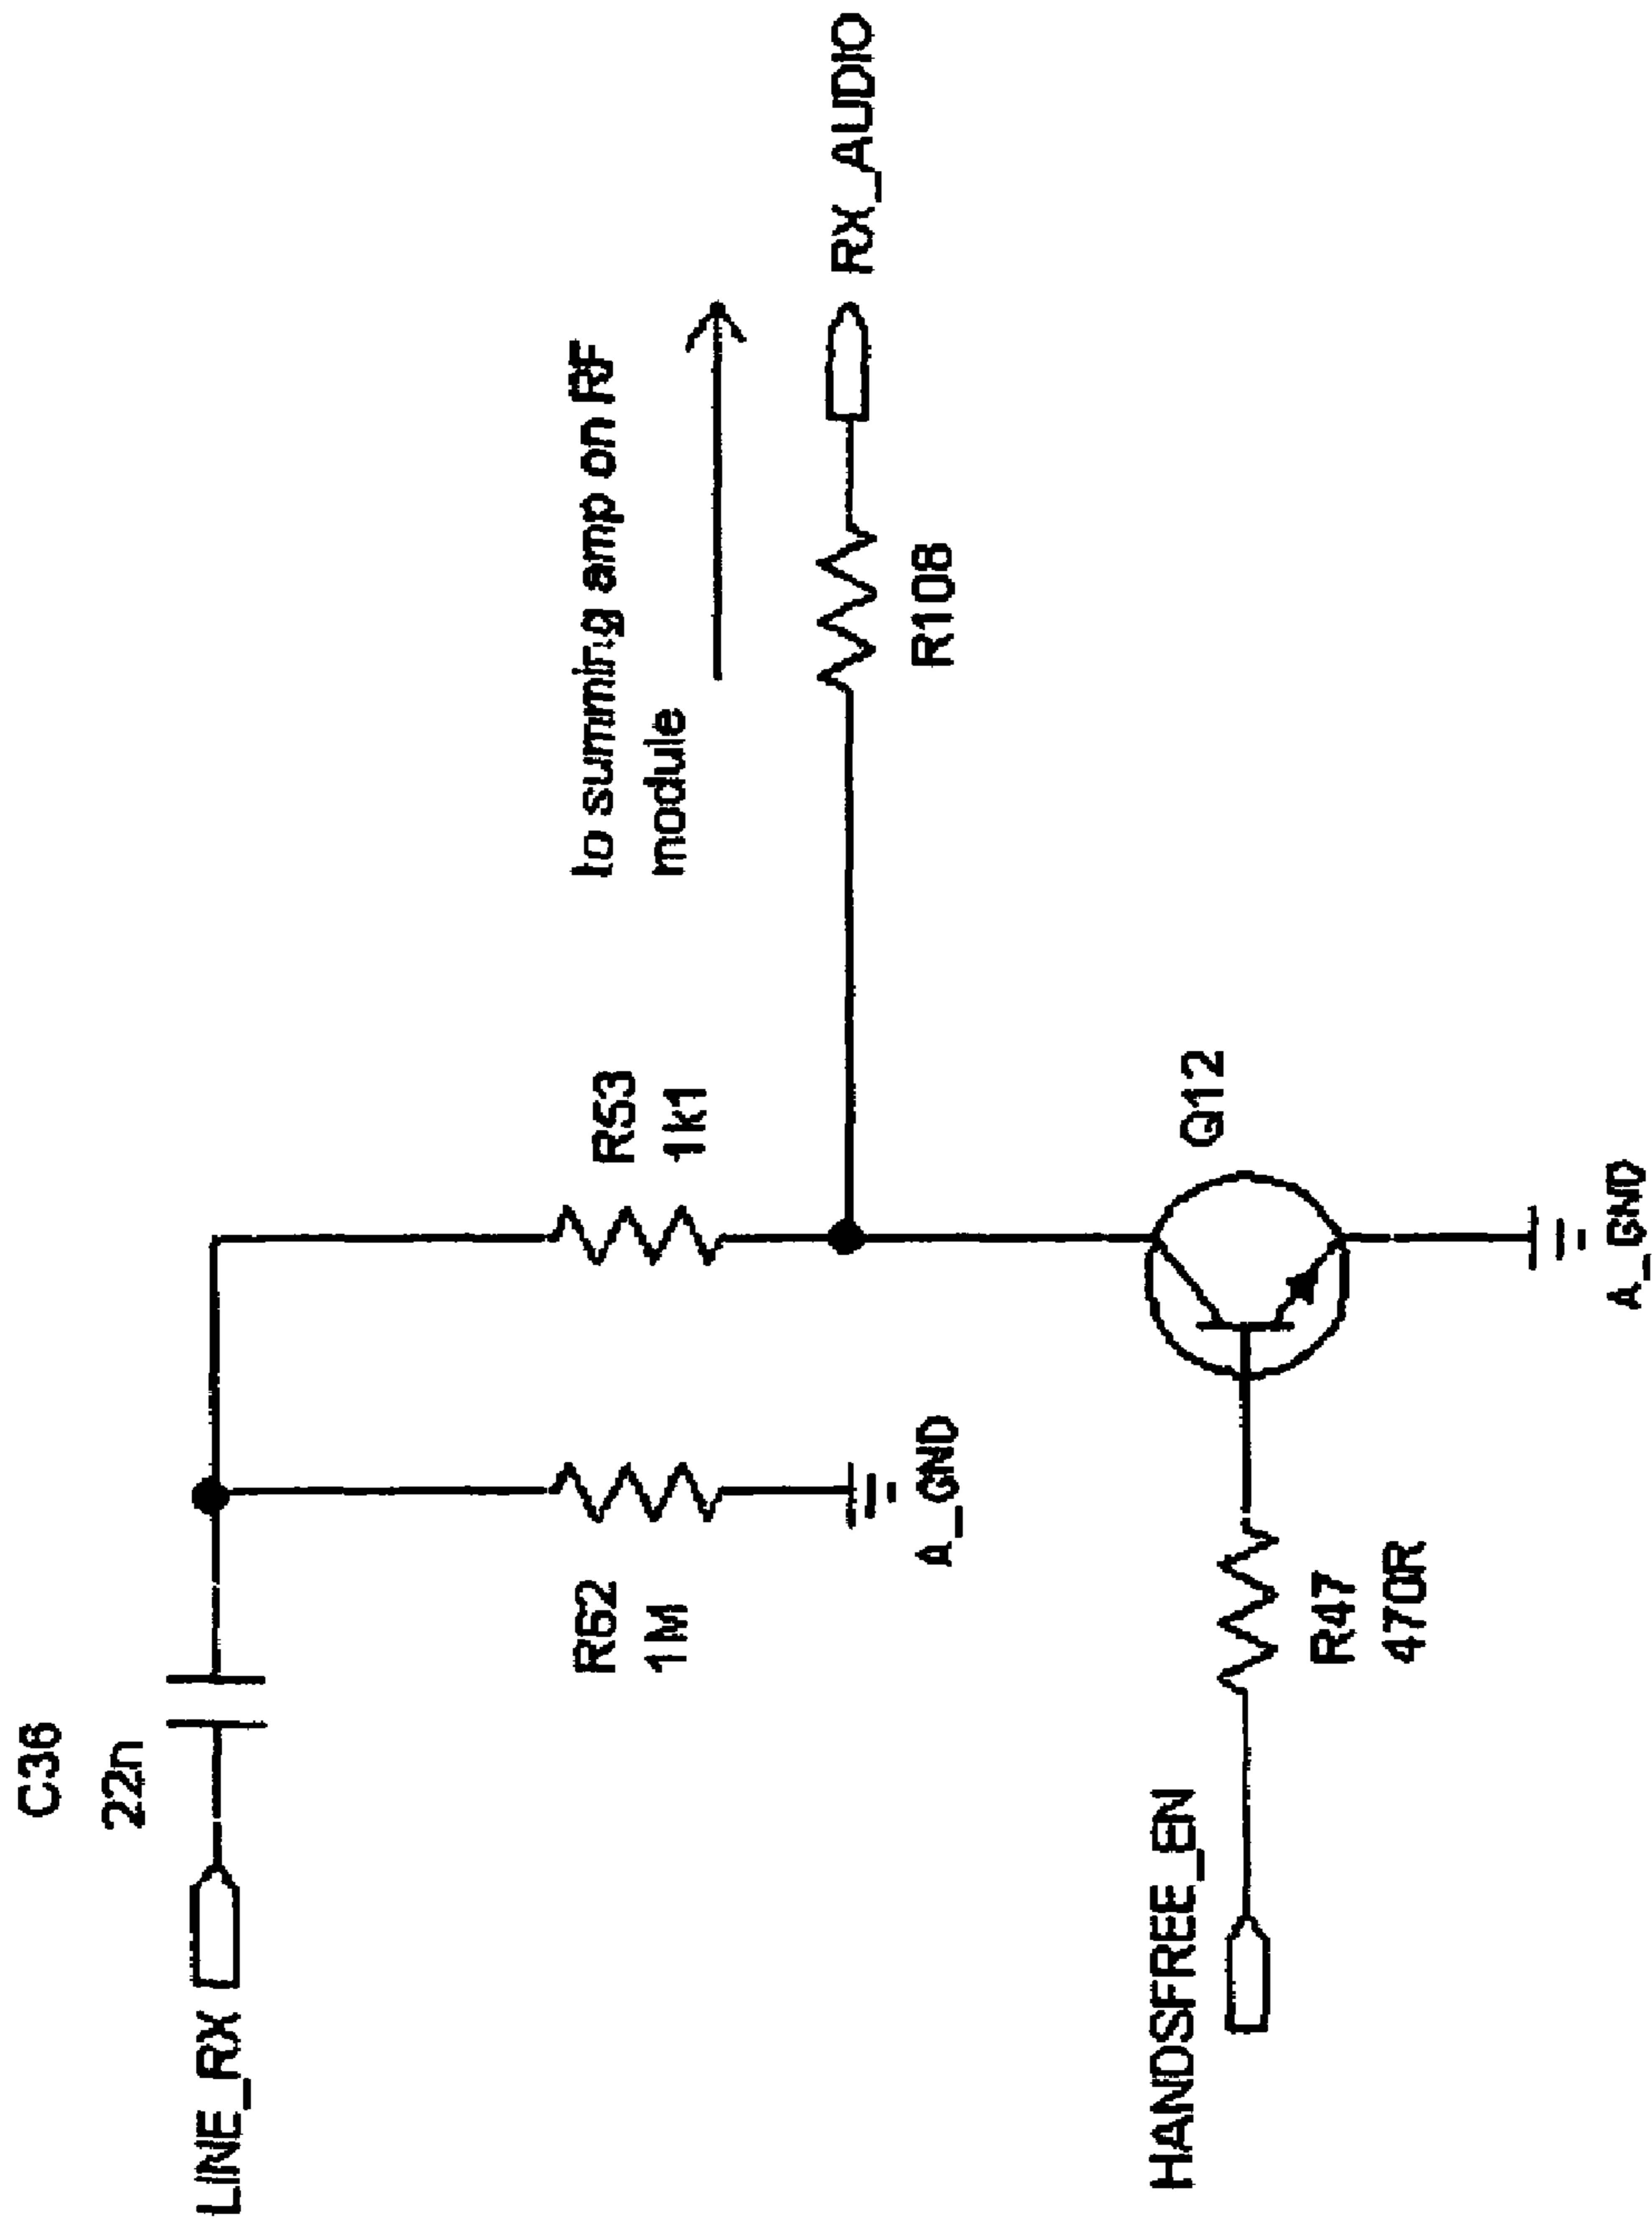 C36
22n
LINE_RX
R52
1M
A_GND
R53
1k1
to summing amp on RF
module
RX_AUDIO
R108
HANDSFREE_EN
R47
470R
Q12
A_GND